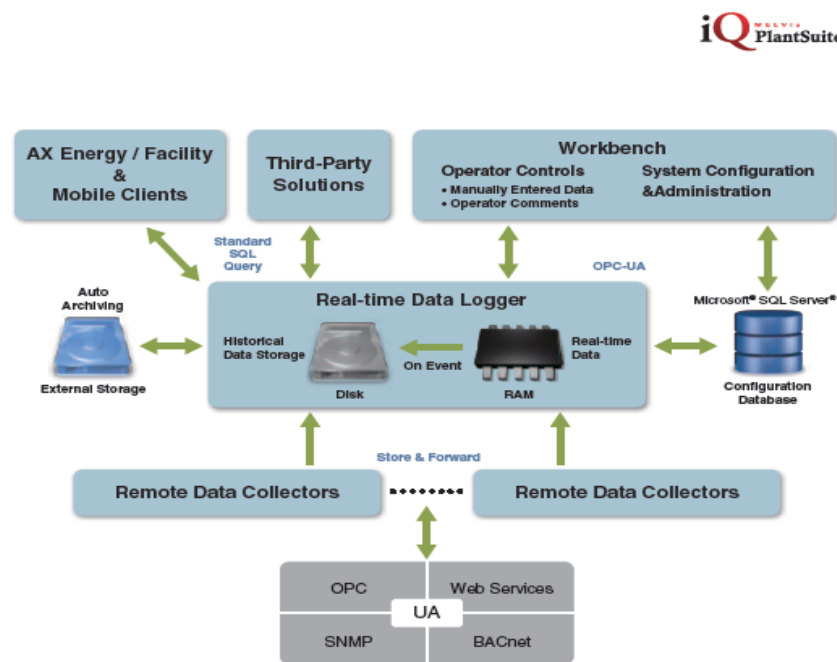 iQ MELVIS
PlantSuite
AX Energy / Facility
&
Mobile Clients
Third-Party
Solutions
Workbench
Operator Controls
• Manually Entered Data
• Operator Comments
System Configuration
&Administration
Standard
SQL
Query
OPC-UA
Auto
Archiving
External Storage
Real-time Data Logger
Historical
Data Storage
Disk
On Event
RAM
Real-time
Data
Microsoft® SQL Server®
Configuration
Database
Store & Forward
Remote Data Collectors
Remote Data Collectors
OPC
Web Services
UA
SNMP
BACnet